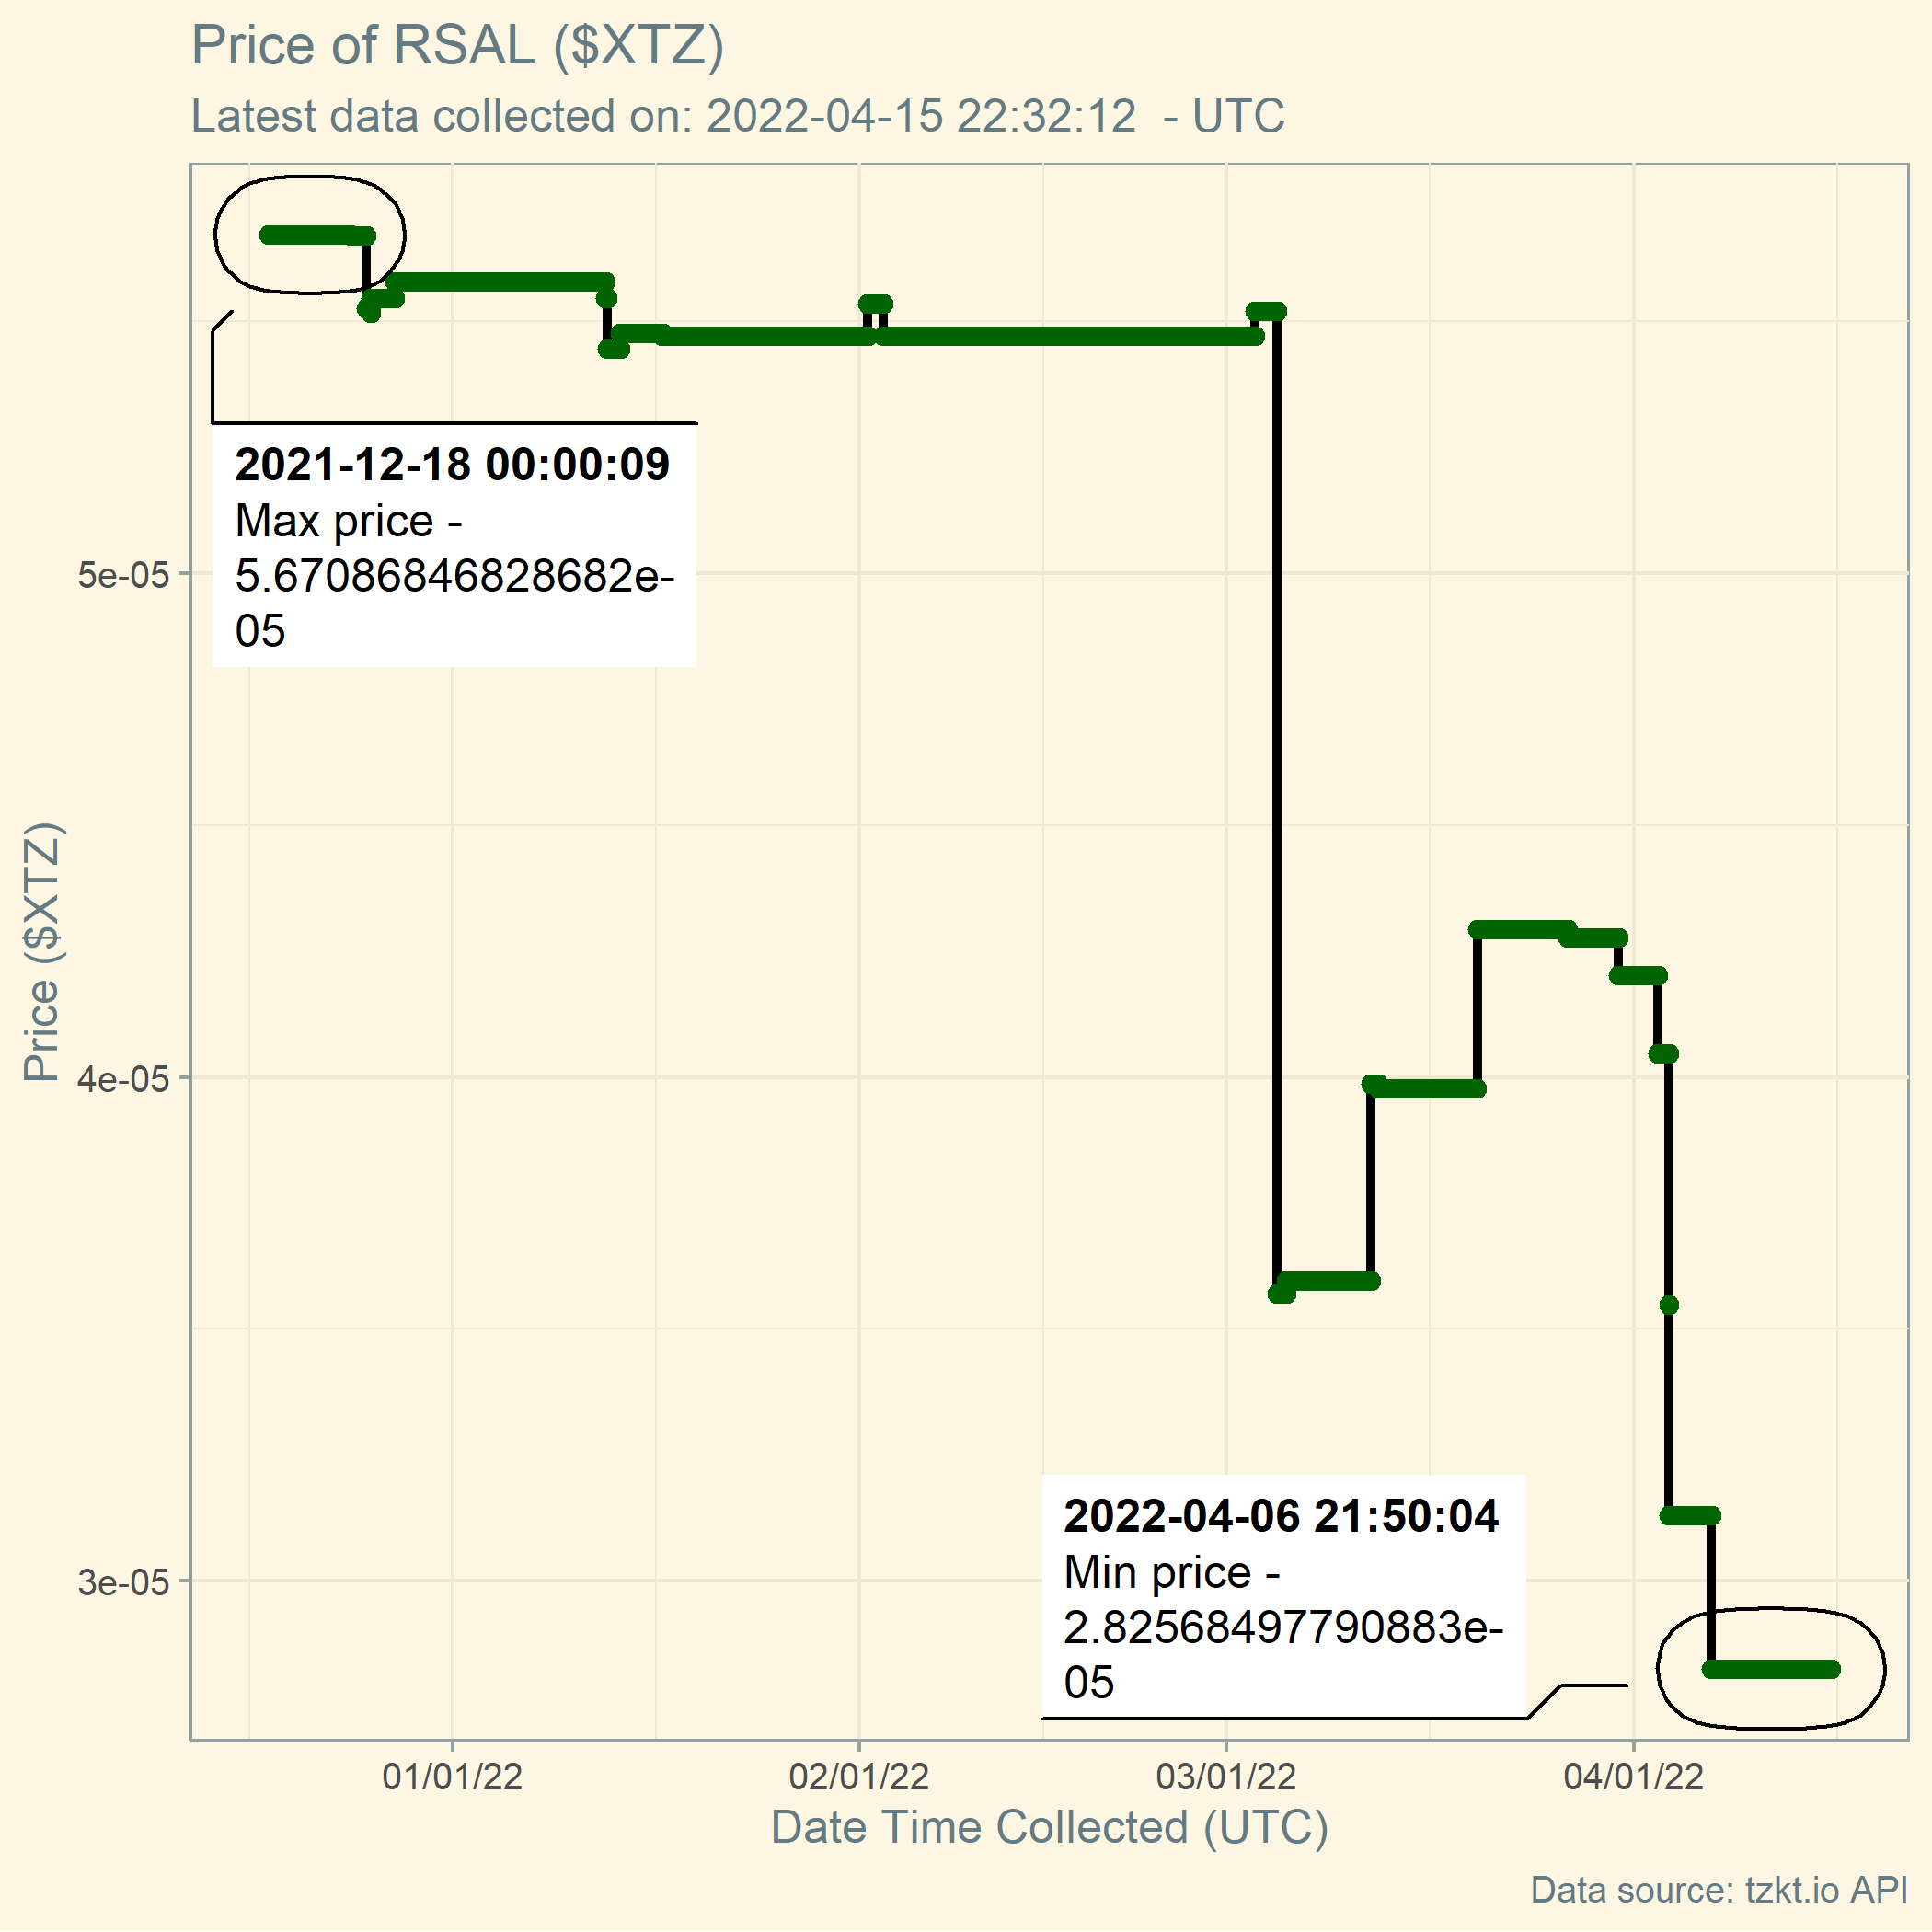 Price of RSAL ($XTZ)
Latest data collected on: 2022-04-15 22:32:12  - UTC
2021-12-18 00:00:09
Max price -
5.67086846828682e-
05
5e-05
Price ($XTZ)
4e-05
3e-05
2022-04-06 21:50:04
Min price -
2.82568497790883e-
05
01/01/22
02/01/22
03/01/22
04/01/22
Date Time Collected (UTC)
Data source: tzkt.io API